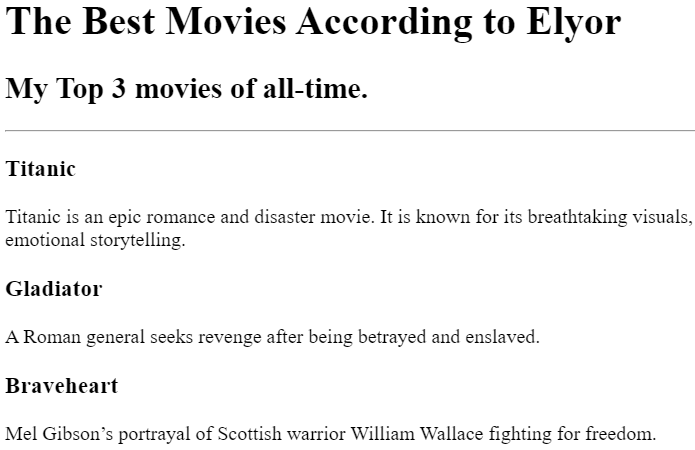 The Best Movies According to Elyor
My Top 3 movies of all-time.
Titanic
Titanic is an epic romance and disaster movie. It is known for its breathtaking visuals,
emotional storytelling.
Gladiator
A Roman general seeks revenge after being betrayed and enslaved.
Braveheart
Mel Gibson’s portrayal of Scottish warrior William Wallace fighting for freedom.